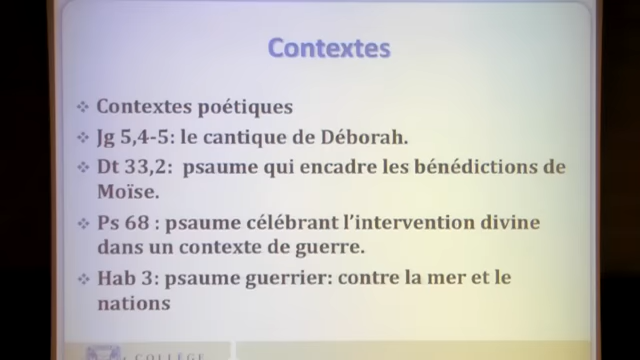 Contextes
❖ Contextes poétiques
❖ Jg 5,4-5: le cantique de Déborah.
❖ Dt 33,2: psaume qui encadre les bénédictions de
Moïse.
❖ Ps 68 : psaume célébrant l'intervention divine
dans un contexte de guerre.
❖ Hab 3: psaume guerrier: contre la mer et le
nations
COLLÈGE